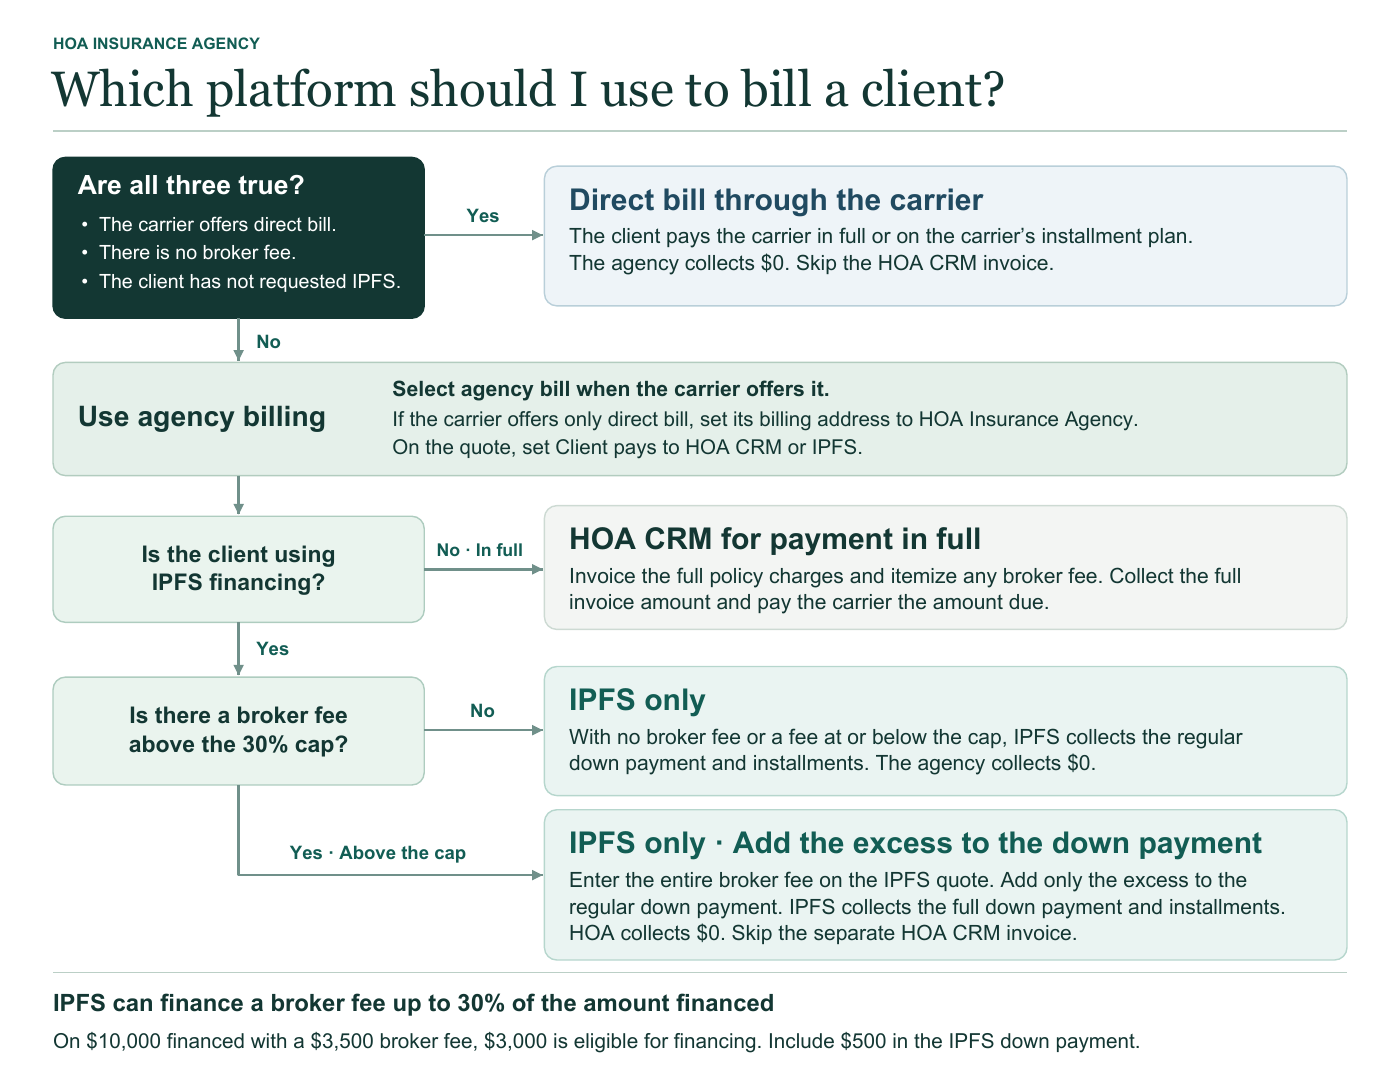 HOA INSURANCE AGENCY
Which platform should I use to bill a client?
Are all three true?
• The carrier offers direct bill.
• There is no broker fee.
• The client has not requested IPFS.
Yes
Direct bill through the carrier
The client pays the carrier in full or on the carrier’s installment plan.
The agency collects $0. Skip the HOA CRM invoice.
No
Use agency billing
Select agency bill when the carrier offers it.
If the carrier offers only direct bill, set its billing address to HOA Insurance Agency.
On the quote, set Client pays to HOA CRM or IPFS.
Is the client using
IPFS financing?
No · In full
HOA CRM for payment in full
Invoice the full policy charges and itemize any broker fee. Collect the full
invoice amount and pay the carrier the amount due.
Yes
Is there a broker fee
above the 30% cap?
No
IPFS only
With no broker fee or a fee at or below the cap, IPFS collects the regular
down payment and installments. The agency collects $0.
Yes · Above the cap
IPFS only · Add the excess to the down payment
Enter the entire broker fee on the IPFS quote. Add only the excess to the
regular down payment. IPFS collects the full down payment and installments.
HOA collects $0. Skip the separate HOA CRM invoice.
IPFS can finance a broker fee up to 30% of the amount financed
On $10,000 financed with a $3,500 broker fee, $3,000 is eligible for financing. Include $500 in the IPFS down payment.